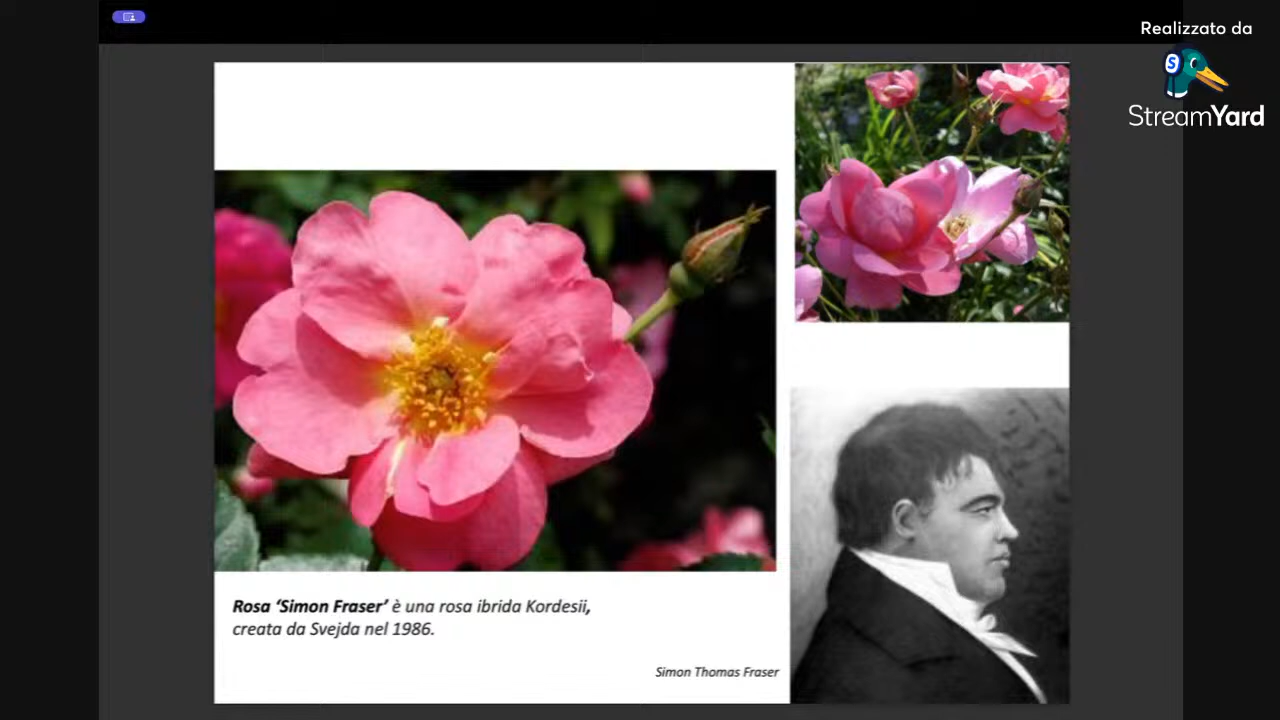 Realizzato da
StreamYard
Rosa ‘Simon Fraser’ è una rosa ibrida Kordesii,
creata da Svejda nel 1986.
Simon Thomas Fraser